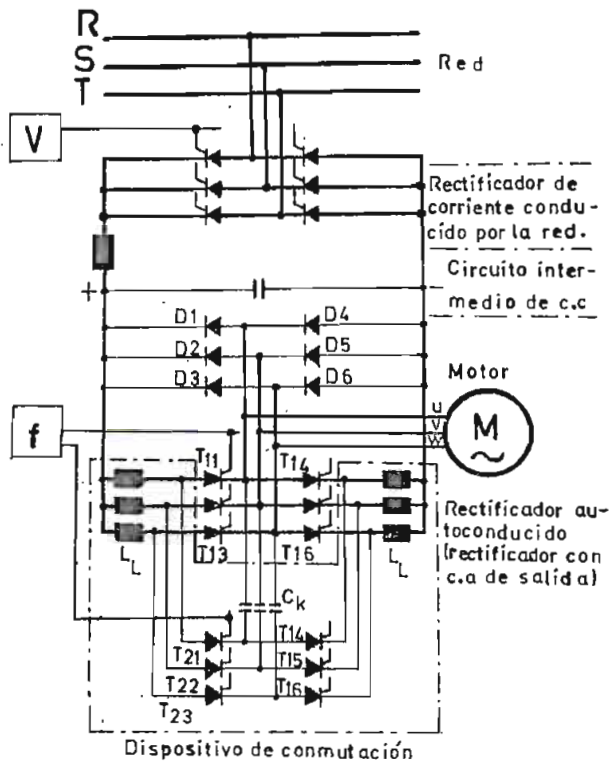 R
S
T
Red
V
Rectificador de
corriente condu-
cido por la red.
Circuito inter-
medio de c.c
+
D1
D4
D2
D5
D3
D6
Motor
u
v
w
M
~
f
T11
T14
T13
T16
LL
LL
Rectificador au-
toconducido
(rectificador con
c.a de salida)
Ck
T14
T21
T15
T22
T16
T23
Dispositivo de conmutación